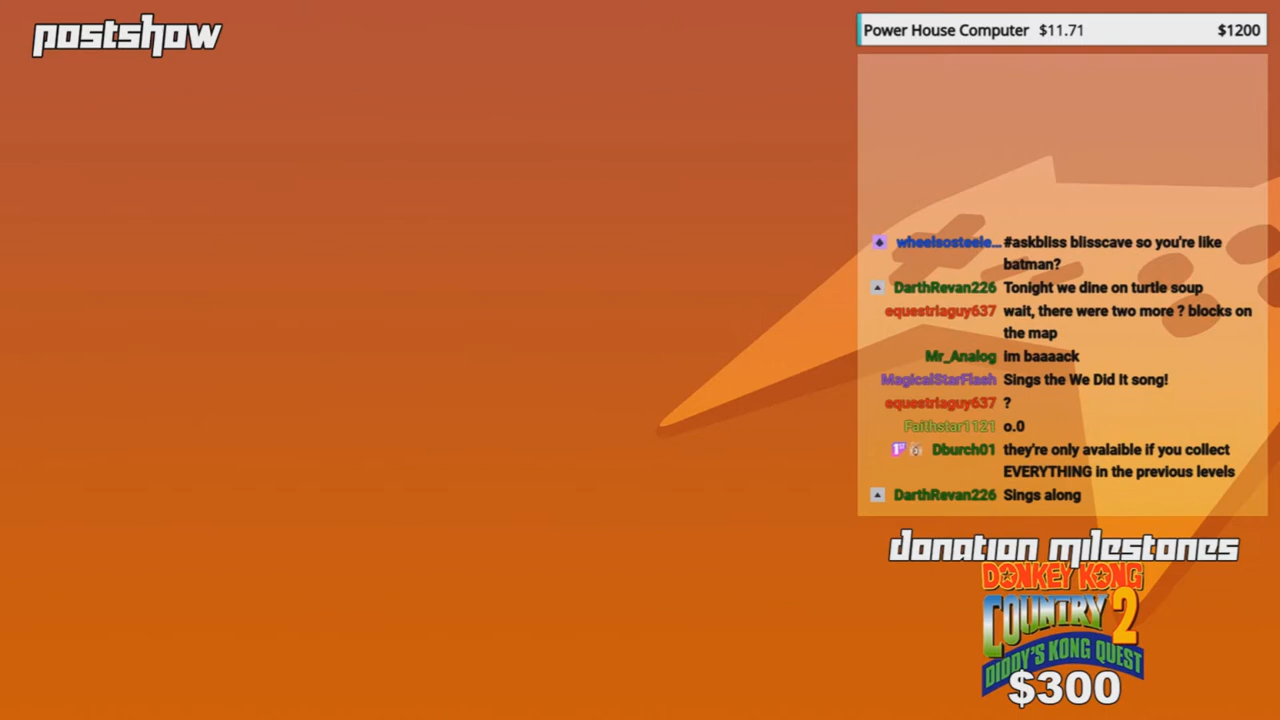 postshow
Power House Computer $11.71 $1200
wheelsosteele... #askbliss blisscave so you're like
batman?
DarthRevan226 Tonight we dine on turtle soup
equestriaguy637 wait, there were two more ? blocks on
the map
Mr_Analog im baaaack
MagicalStarFlash Sings the We Did It song!
equestriaguy637 ?
Faithstar1121 o.0
Dburch01 they're only avalaible if you collect
EVERYTHING in the previous levels
DarthRevan226 Sings along
donation milestones
DONKEY KONG
COUNTRY 2
DIDDY'S KONG QUEST
$300